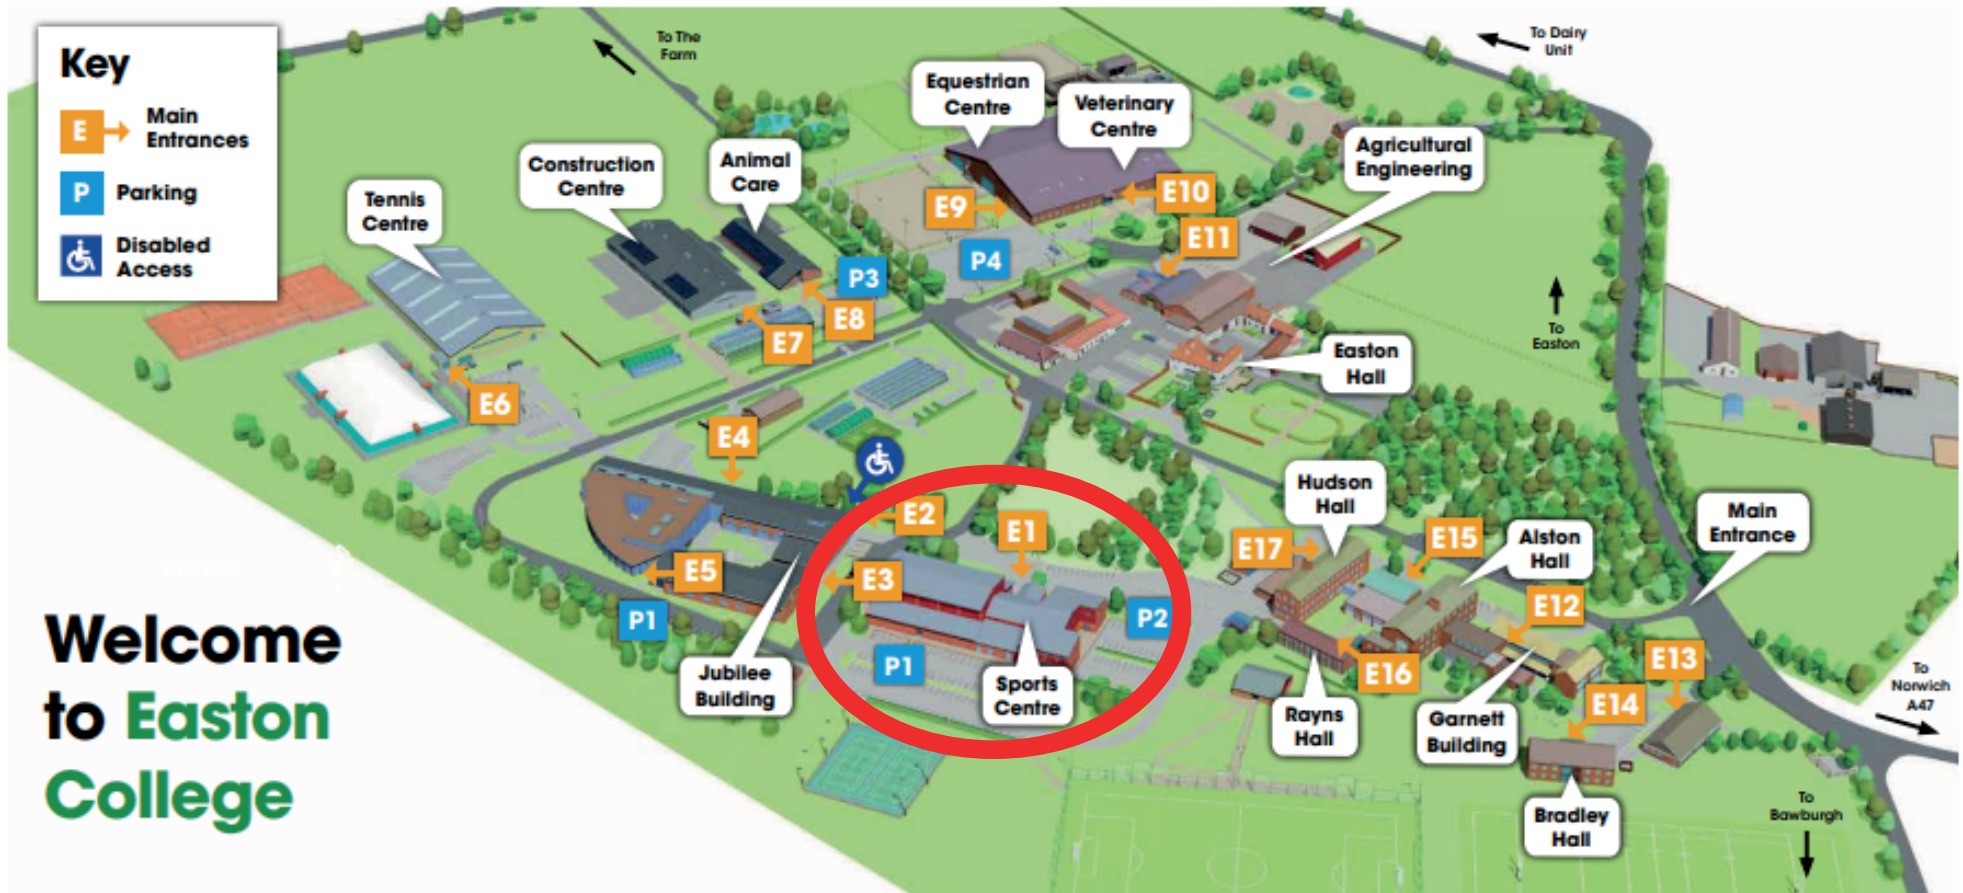 Key
E
Main
Entrances
P
Parking
Disabled
Access
To The
Farm
To Dairy
Unit
Equestrian
Centre
Veterinary
Centre
Agricultural
Engineering
Construction
Centre
Animal
Care
Tennis
Centre
E9
E10
E11
P4
P3
E8
E7
E6
To
Easton
Easton
Hall
E4
E2
E1
Hudson
Hall
E17
E15
Alston
Hall
Main
Entrance
E5
E3
P1
P2
E12
E13
E16
E14
P1
Jubilee
Building
Sports
Centre
Rayns
Hall
Garnett
Building
Bradley
Hall
To
Norwich
A47
To
Bawburgh
Welcome
to Easton
College